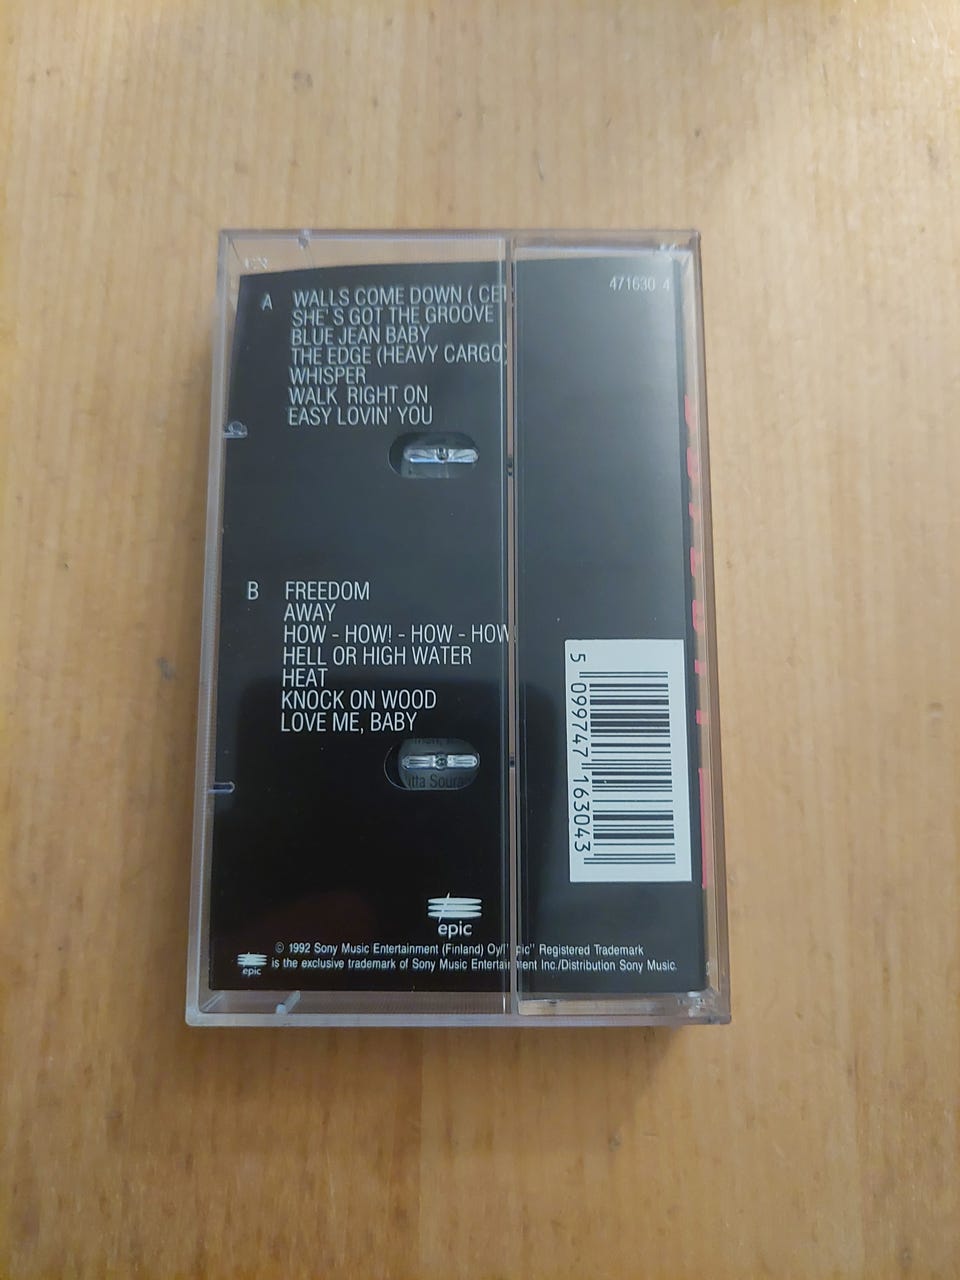 A WALLS COME DOWN ( CET
SHE'S GOT THE GROOVE
BLUE JEAN BABY
THE EDGE (HEAVY CARGO)
WHISPER
WALK RIGHT ON
EASY LOVIN' YOU
471630 4
B FREEDOM
AWAY
HOW - HOW! - HOW - HOW
HELL OR HIGH WATER
HEAT
KNOCK ON WOOD
LOVE ME, BABY
5 099747 163043
epic
© 1992 Sony Music Entertainment (Finland) Oy/" pic" Registered Trademark
is the exclusive trademark of Sony Music Entertainment Inc./Distribution Sony Music.
epic